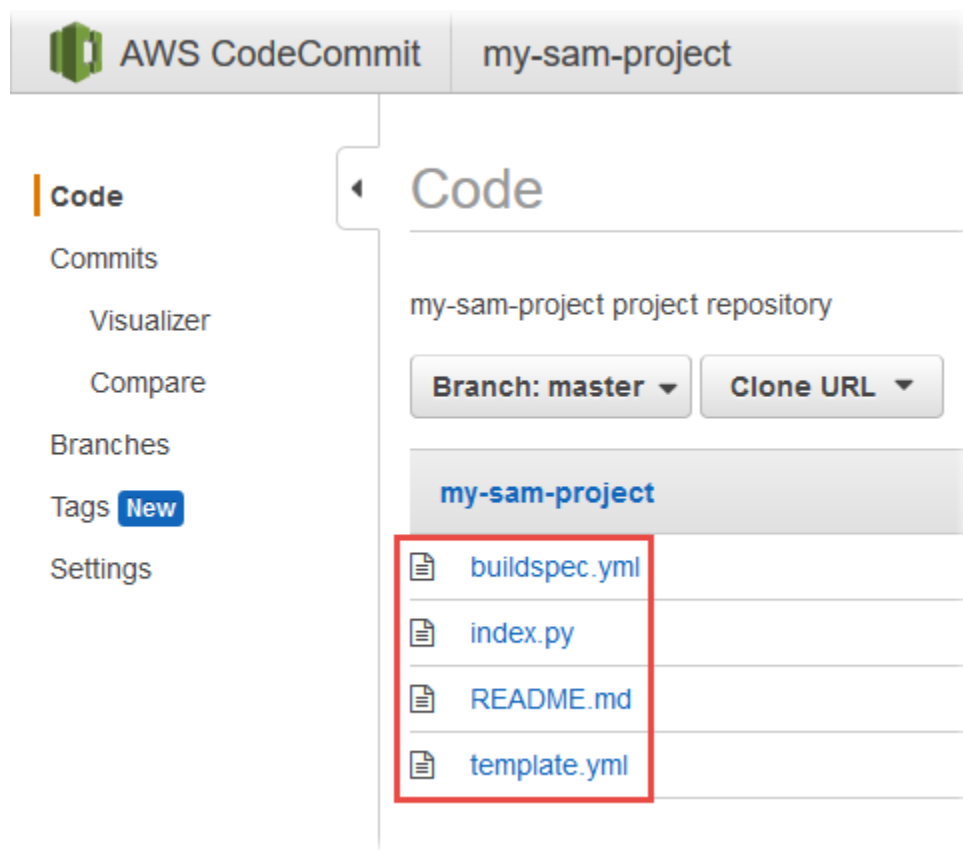 AWS CodeCommit my-sam-project
Code
Commits
Visualizer
Compare
Branches
Tags New
Settings
Code
my-sam-project project repository
Branch: master Clone URL
my-sam-project
buildspec.yml
index.py
README.md
template.yml